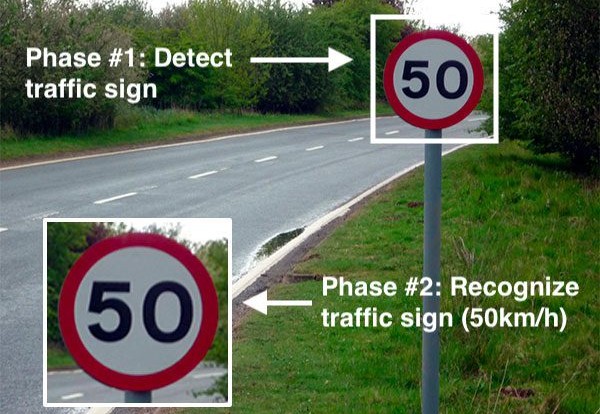 Phase #1: Detect
traffic sign
50
50
Phase #2: Recognize
traffic sign (50km/h)